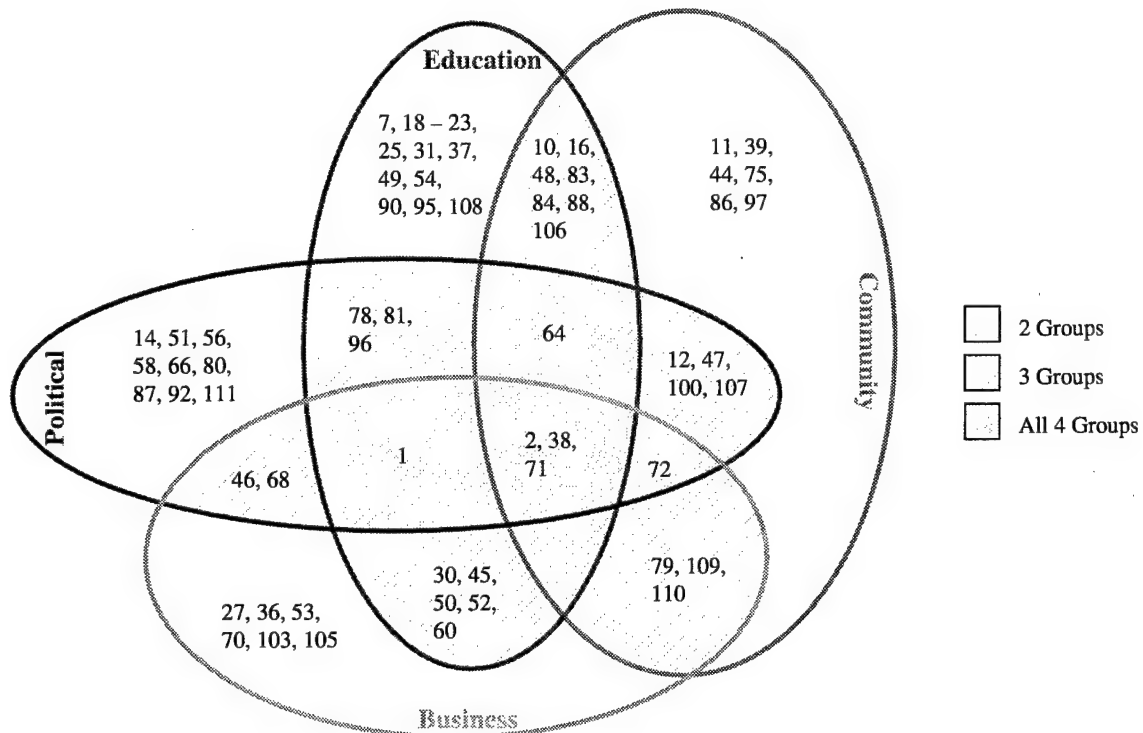 Education
7, 18 – 23,
25, 31, 37,
49, 54,
90, 95, 108
10, 16,
48, 83,
84, 88,
106
11, 39,
44, 75,
86, 97
Community
2 Groups
3 Groups
All 4 Groups
Political
14, 51, 56,
58, 66, 80,
87, 92, 111
78, 81,
96
64
12, 47,
100, 107
46, 68
1
2, 38,
71
72
27, 36, 53,
70, 103, 105
30, 45,
50, 52,
60
79, 109,
110
Business